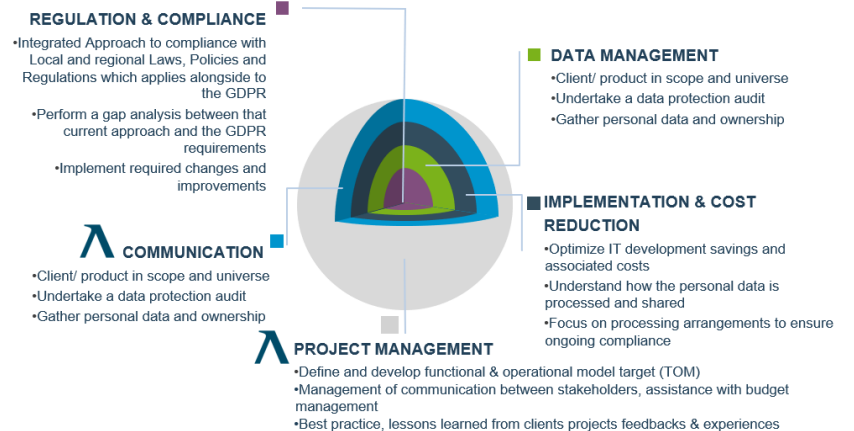 REGULATION & COMPLIANCE
•Integrated Approach to compliance with
Local and regional Laws, Policies and
Regulations which applies alongside to
the GDPR
•Perform a gap analysis between that
current approach and the GDPR
requirements
•Implement required changes and
improvements
DATA MANAGEMENT
•Client/ product in scope and universe
•Undertake a data protection audit
•Gather personal data and ownership
IMPLEMENTATION & COST
REDUCTION
•Optimize IT development savings and
associated costs
•Understand how the personal data is
processed and shared
•Focus on processing arrangements to ensure
ongoing compliance
COMMUNICATION
•Client/ product in scope and universe
•Undertake a data protection audit
•Gather personal data and ownership
PROJECT MANAGEMENT
•Define and develop functional & operational model target (TOM)
•Management of communication between stakeholders, assistance with budget
management
•Best practice, lessons learned from clients projects feedbacks & experiences